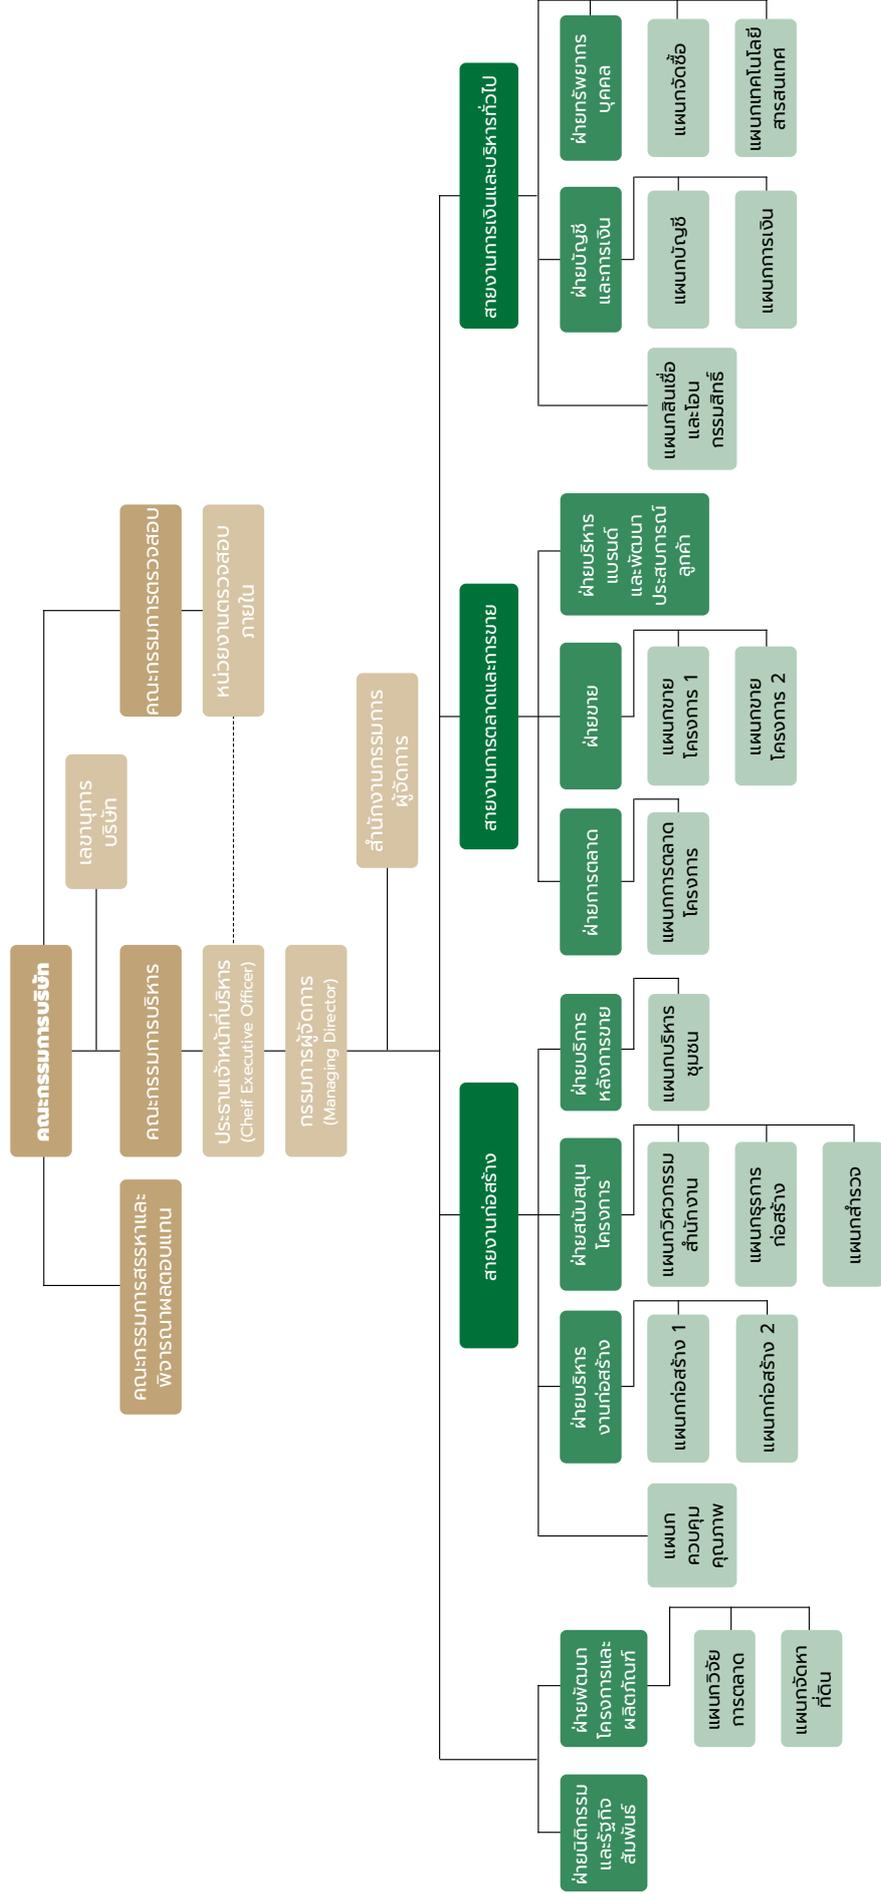 คณะกรรมการบริษัท
เลขานุการ
บริษัท
คณะกรรมการสรรหาและ
พิจารณาผลตอบแทน
คณะกรรมการบริหาร
คณะกรรมการตรวจสอบ
ประธานเจ้าหน้าที่บริหาร
(Cheif Executive Officer)
หน่วยงานตรวจสอบ
ภายใน
กรรมการผู้จัดการ
(Managing Director)
สำนักงานกรรมการ
ผู้จัดการ
สายงานก่อสร้าง
สายงานการตลาดและการขาย
สายงานการเงินและบริหารทั่วไป
ฝ่ายนิติกรรม
และรัฐกิจ
สัมพันธ์
ฝ่ายพัฒนา
โครงการและ
ผลิตภัณฑ์
แผนกวิจัย
การตลาด
แผนกจัดหา
ที่ดิน
แผนก
ควบคุม
คุณภาพ
ฝ่ายบริหาร
งานก่อสร้าง
แผนกก่อสร้าง 1
แผนกก่อสร้าง 2
ฝ่ายสนับสนุน
โครงการ
แผนกวิศวกรรม
สำนักงาน
แผนกธุรการ
ก่อสร้าง
แผนกสำรวจ
ฝ่ายบริการ
หลังการขาย
แผนกบริหาร
ชุมชน
ฝ่ายการตลาด
แผนกการตลาด
โครงการ
ฝ่ายขาย
แผนกขาย
โครงการ 1
แผนกขาย
โครงการ 2
ฝ่ายบริหาร
แบรนด์
และพัฒนา
ประสบการณ์
ลูกค้า
แผนกสินเชื่อ
และโอน
กรรมสิทธิ์
ฝ่ายบัญชี
และการเงิน
แผนกบัญชี
แผนกการเงิน
ฝ่ายทรัพยากร
บุคคล
แผนกจัดซื้อ
แผนกเทคโนโลยี
สารสนเทศ